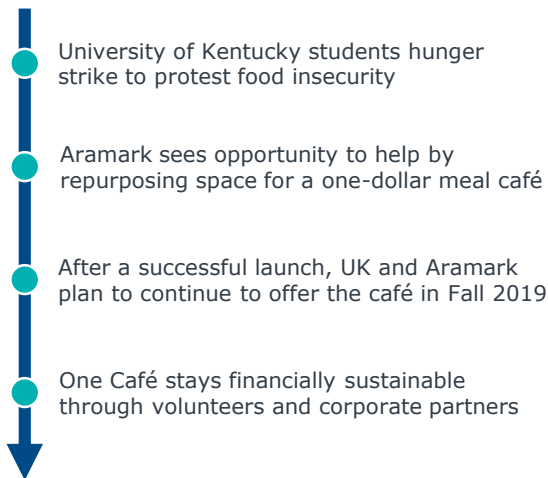 University of Kentucky students hunger
strike to protest food insecurity
Aramark sees opportunity to help by
repurposing space for a one-dollar meal café
After a successful launch, UK and Aramark
plan to continue to offer the café in Fall 2019
One Café stays financially sustainable
through volunteers and corporate partners